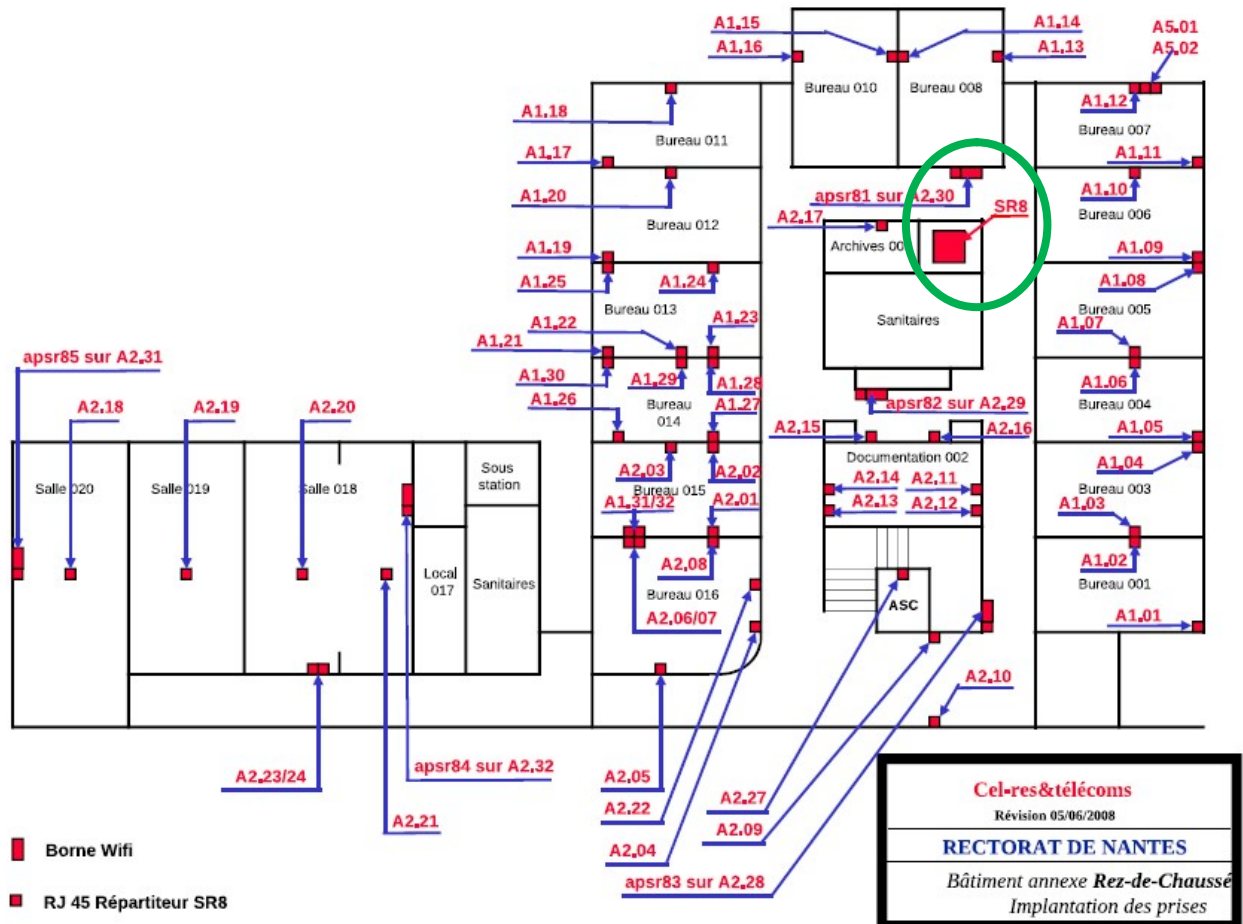 A1.15
A1.14
A5.01
A1.16
A1.13
A5.02
Bureau 010
Bureau 008
A1.18
A1.12
Bureau 007
Bureau 011
A1.17
A1.11
A1.20
apsr81 sur A2.30
A1.10
SR8
Bureau 006
A2.17
Bureau 012
Archives 00
A1.19
A1.09
A1.25
A1.24
A1.08
Bureau 013
Bureau 005
Sanitaires
A1.22
A1.23
A1.07
A1.21
apsr85 sur A2.31
A1.30
A1.29
A1.28
A1.06
apsr82 sur A2.29
Bureau 004
A2.18
A2.19
A2.20
A1.26
Bureau
014
A1.27
A2.15
A2.16
A1.05
Documentation 002
Sous
station
A2.03
A2.02
A1.04
Salle 020
Salle 019
Salle 018
Bureau 015
A2.14
A2.11
Bureau 003
A1.31/32
A2.01
A2.13
A2.12
A1.03
A2.08
A1.02
Local
017
Sanitaires
Bureau 016
Bureau 001
ASC
A2.06/07
A1.01
A2.10
A2.23/24
apsr84 sur A2.32
A2.05
A2.27
A2.22
A2.21
A2.09
A2.04
apsr83 sur A2.28
Borne Wifi
RJ 45 Répartiteur SR8
Cel-res&télécoms
Révision 05/06/2008
RECTORAT DE NANTES
Bâtiment annexe Rez-de-Chaussé
Implantation des prises